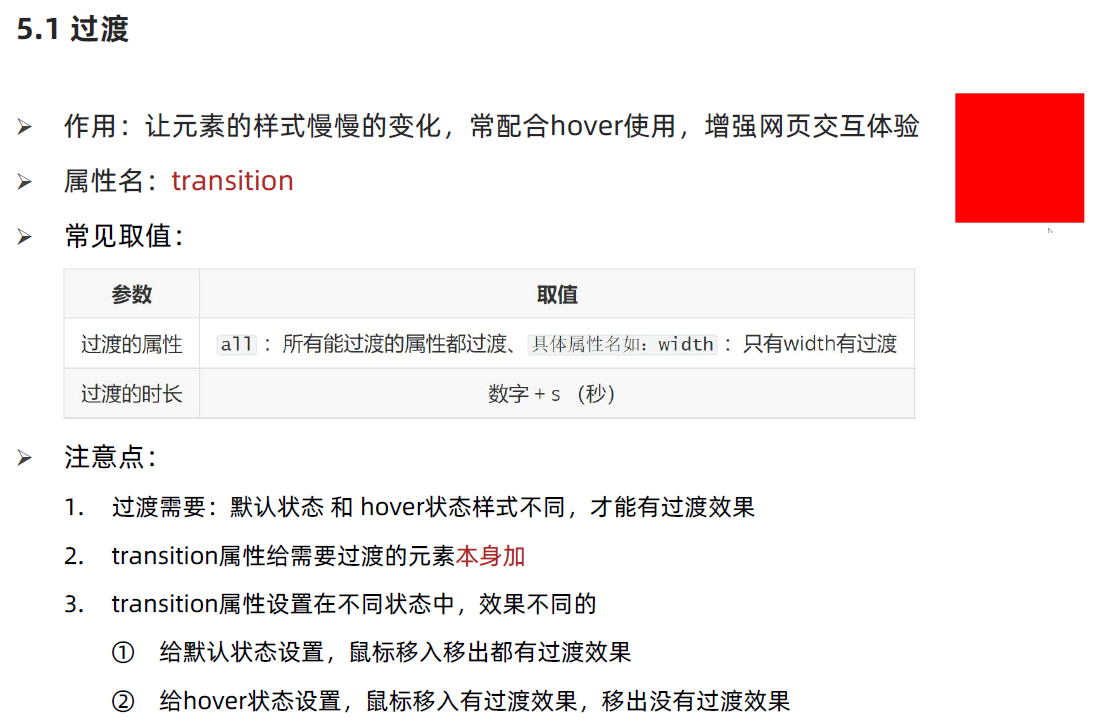 5.1 过渡
作用：让元素的样式慢慢的变化，常配合hover使用，增强网页交互体验
属性名：transition
常见取值：
参数 取值
过渡的属性 all ：所有能过渡的属性都过渡、具体属性名如：width ：只有width有过渡
过渡的时长 数字 + s （秒）
注意点：
1. 过渡需要：默认状态 和 hover状态样式不同，才能有过渡效果
2. transition属性给需要过渡的元素本身加
3. transition属性设置在不同状态中，效果不同的
① 给默认状态设置，鼠标移入移出都有过渡效果
② 给hover状态设置，鼠标移入有过渡效果，移出没有过渡效果